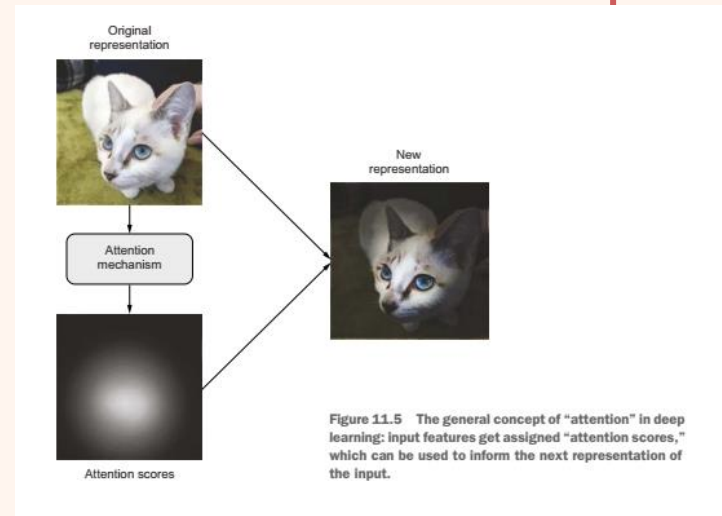 Original
representation
Attention
mechanism
Attention scores
New
representation
Figure 11.5 The general concept of “attention” in deep
learning: input features get assigned “attention scores,”
which can be used to inform the next representation of
the input.